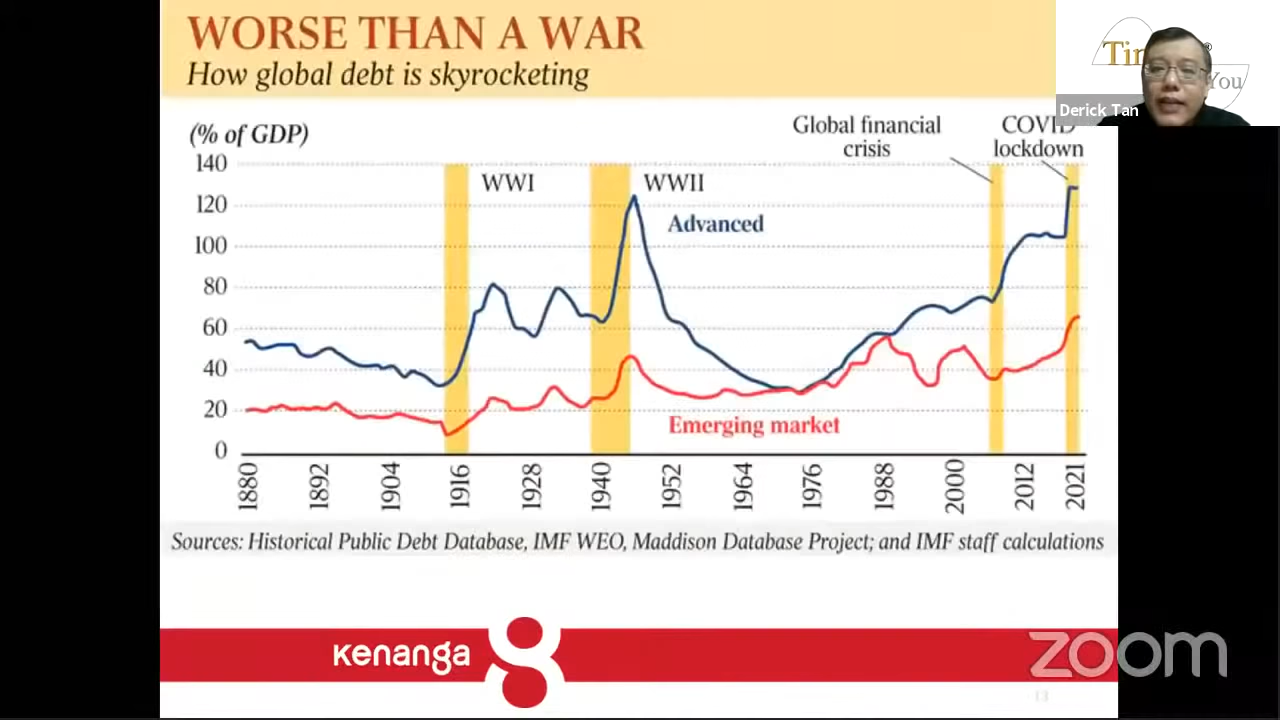 WORSE THAN A WAR
How global debt is skyrocketing
Derick Tan
You
(% of GDP)
Global financial
crisis
COVID
lockdown
140
120
100
80
60
40
20
0
WWI
WWII
Advanced
Emerging market
1880
1892
1904
1916
1928
1940
1952
1964
1976
1988
2000
2012
2021
Sources: Historical Public Debt Database, IMF WEO, Maddison Database Project; and IMF staff calculations
kenanga
zoom
13